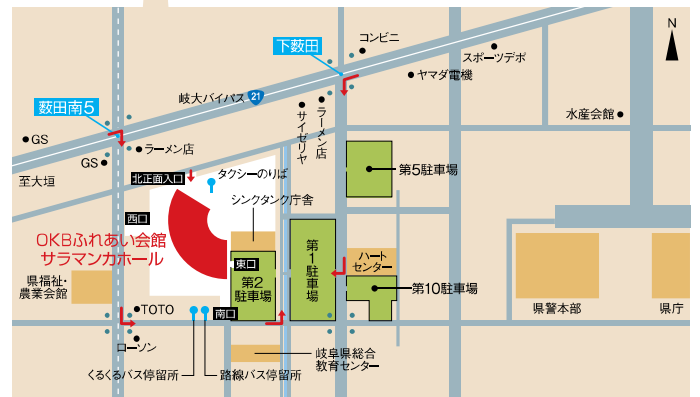 コンビニ
N
下薮田
スポーツデポ
ヤマダ電機
岐大バイパス
21
薮田南5
サイゼリヤ
ラーメン店
水産会館
GS
ラーメン店
GS
至大垣
北正面入口
タクシーのりば
第5駐車場
シンクタンク庁舎
西口
OKBふれあい会館
サラマンカホール
東口
第1駐車場
ハート
センター
県福祉・
農業会館
第2
駐車場
第10駐車場
TOTO
南口
県警本部
県庁
ローソン
岐阜県総合
教育センター
くるくるバス停留所
路線バス停留所